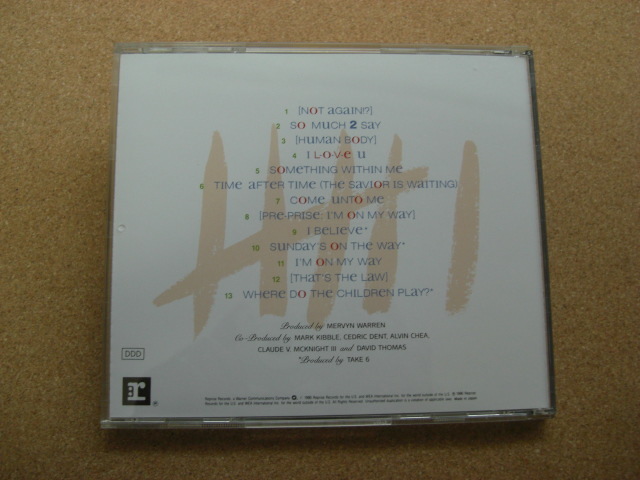 1 [NOT aGaIN!?]
2 SO MUCH 2 SaY
3 [HUMaN BODY]
4 I L-O-V-e U
5 SOMeTHING WITHIN Me
6 TIMe aFTeR TIMe (THe SaVIOR IS WaITING)
7 COMe UNTO Me
8 [PRe-PRISe: I'M ON MY WaY]
9 I BeLIeVe*
10 SUNDaY'S ON THe WaY*
11 I'M ON MY WaY
12 [THaT'S THe LaW]
13 WHeRe DO THe CHILDReN PLaY?*
Produced by MERVYN WARREN
Co-Produced by MARK KIBBLE, CEDRIC DENT, ALVIN CHEA,
CLAUDE V. MCKNIGHT III and DAVID THOMAS
*Produced by TAKE 6
DDD
r